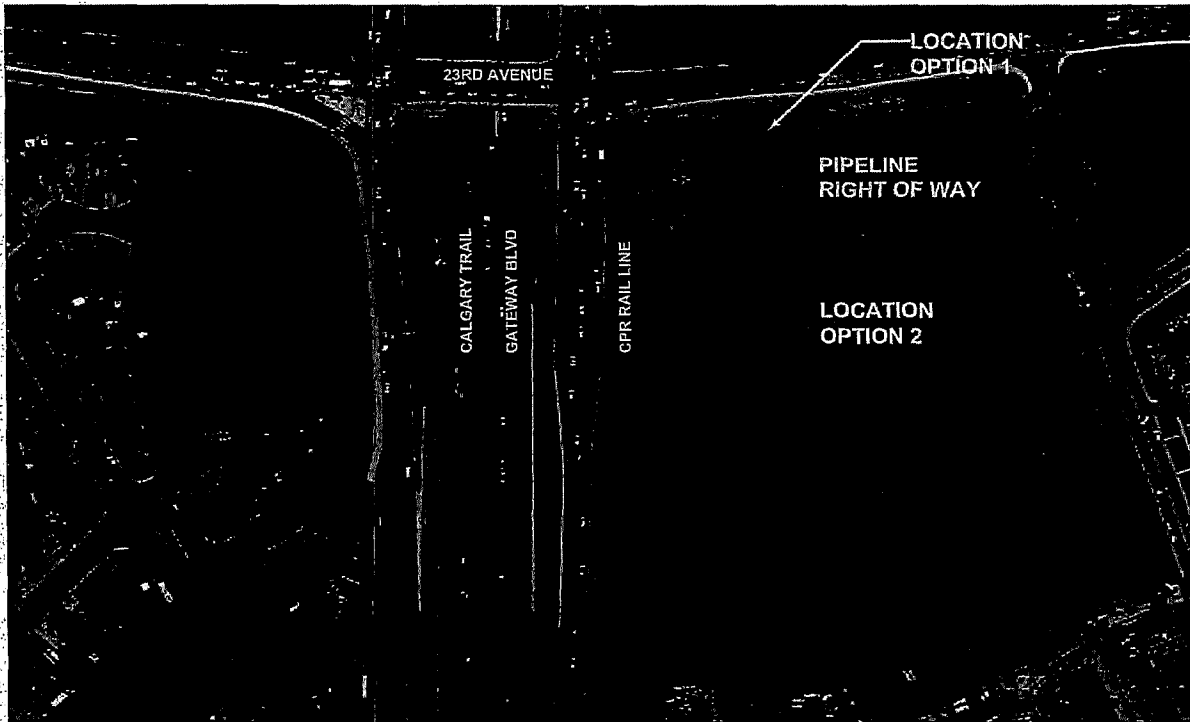 LOCATION
OPTION 1
23RD AVENUE
PIPELINE
RIGHT OF WAY
CALGARY TRAIL
GATEWAY BLVD
CPR RAIL LINE
LOCATION
OPTION 2